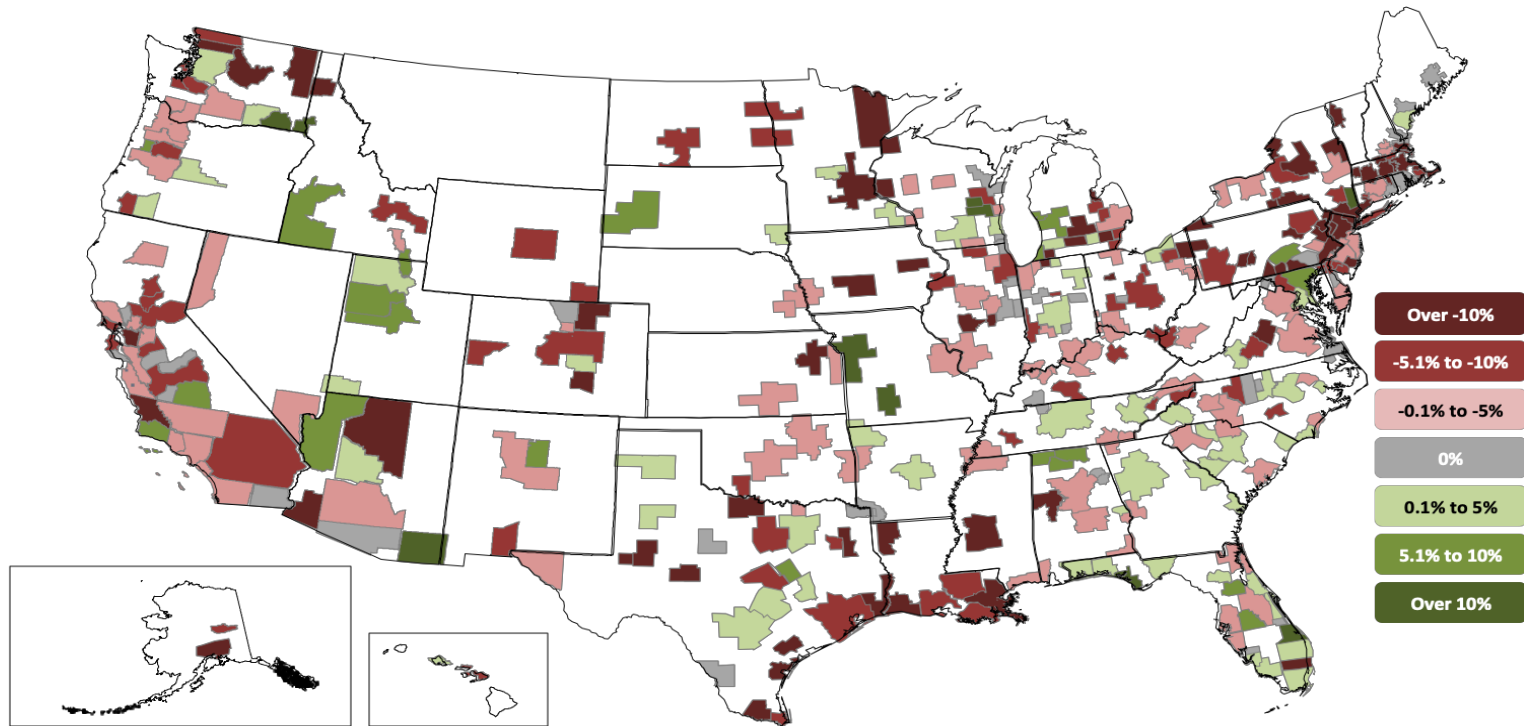 Over -10%
-5.1% to -10%
-0.1% to -5%
0%
0.1% to 5%
5.1% to 10%
Over 10%